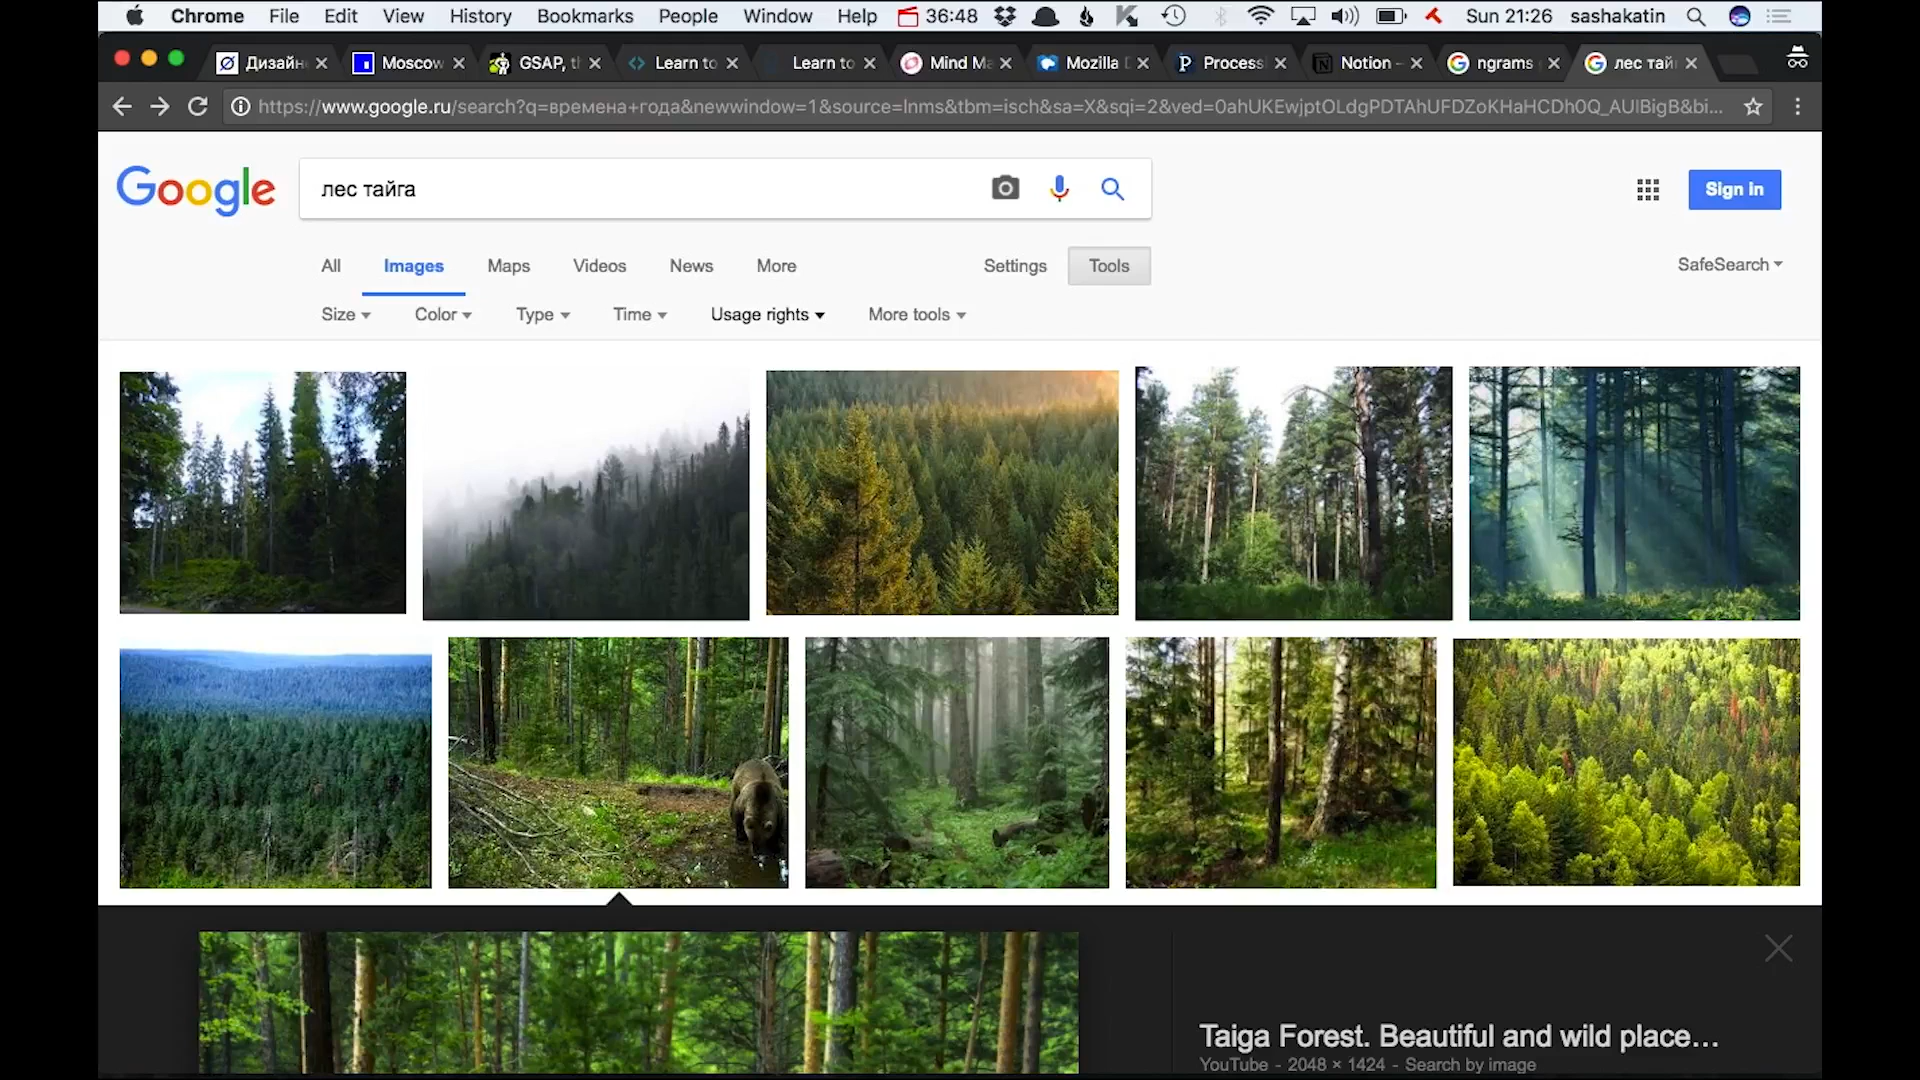 Chrome File Edit View History Bookmarks People Window Help 36:48 Sun 21:26 sashakatin
Дизайн Moscow GSAP, t Learn to Learn to Mind Ma Mozilla Process Notion – ngrams лес тай
https://www.google.ru/search?q=времена+года&newwindow=1&source=lnms&tbm=isch&sa=X&sqi=2&ved=0ahUKEwjptOLdgPDTAhUFDZoKHaHCDh0Q_AUIBigB&bi...
Google лес тайга Sign in
All Images Maps Videos News More Settings Tools SafeSearch
Size Color Type Time Usage rights More tools
Taiga Forest. Beautiful and wild place...
YouTube - 2048 × 1424 - Search by image